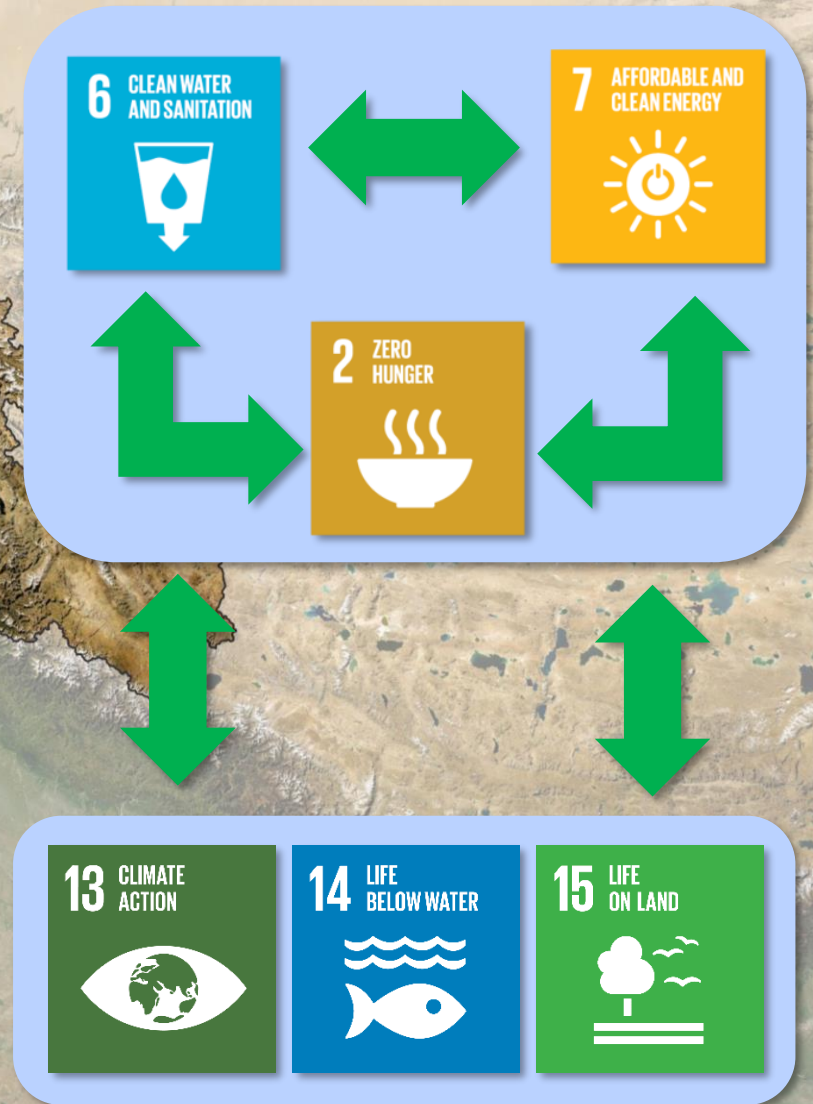 6 CLEAN WATER
AND SANITATION
7 AFFORDABLE AND
CLEAN ENERGY
2 ZERO
HUNGER
13 CLIMATE
ACTION
14 LIFE
BELOW WATER
15 LIFE
ON LAND